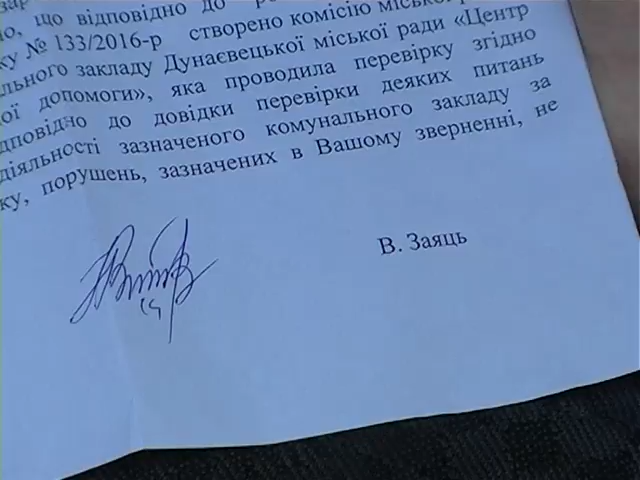 що відповідно до
ку № 133/2016-р створено комісію міської
льного закладу Дунаєвецької міської ради «Центр
ої допомоги», яка проводила перевірку згідно
дповідно до довідки перевірки деяких питань
діяльності зазначеного комунального закладу за
ку, порушень, зазначених в Вашому зверненні, не
В. Заяць